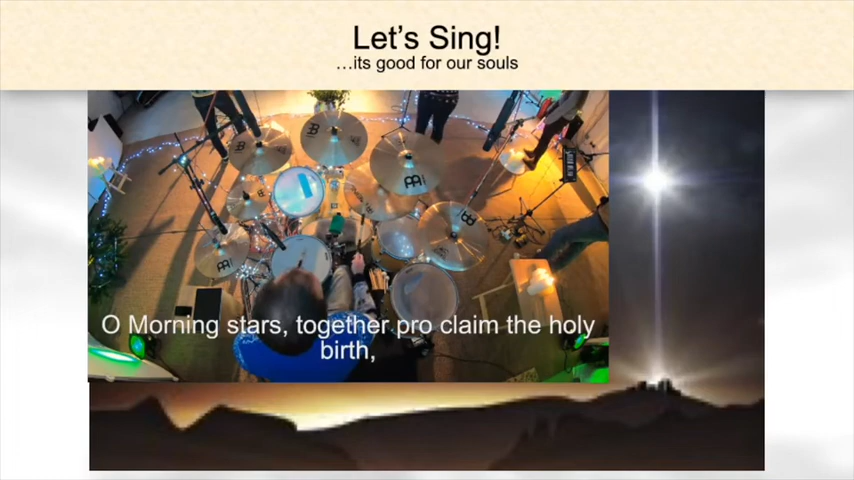 Let's Sing!
...its good for our souls
O Morning stars, together pro claim the holy
birth,